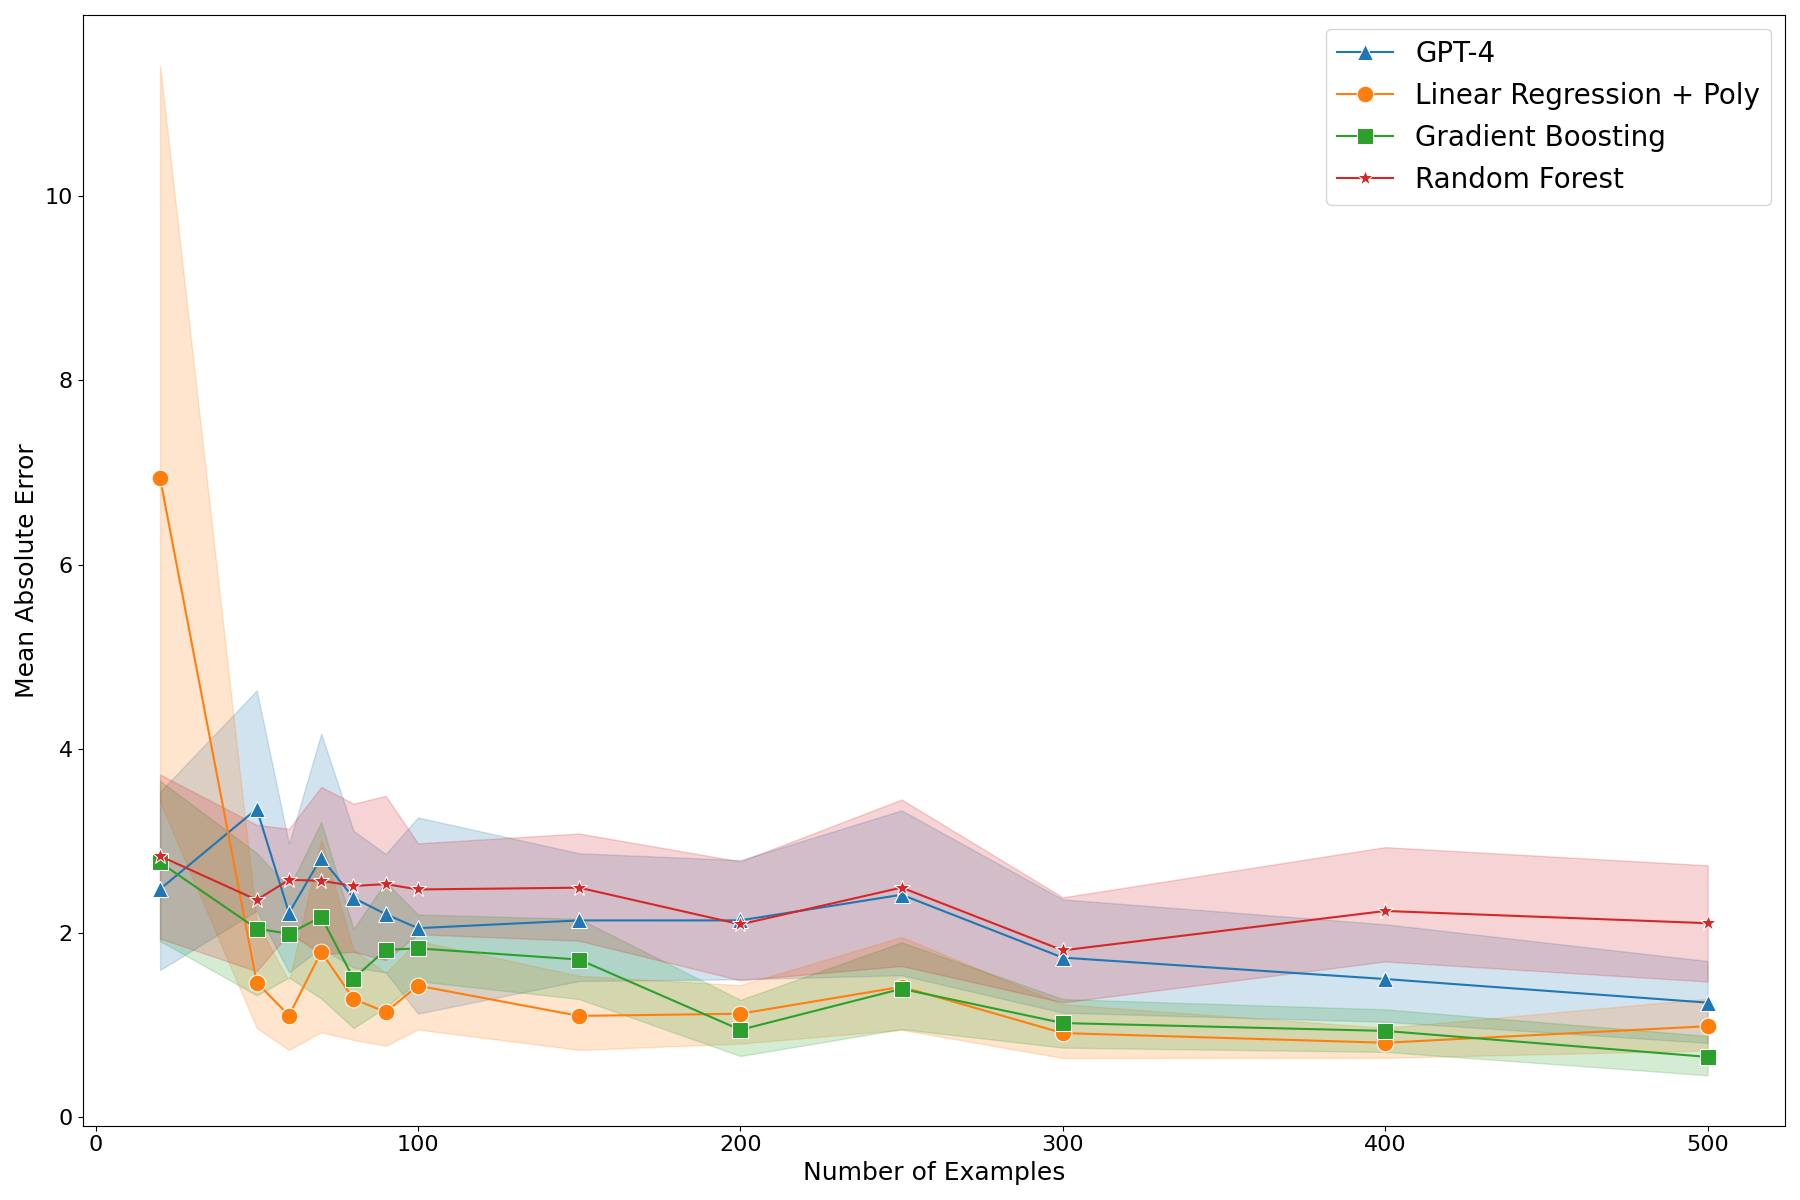 GPT-4
Linear Regression + Poly
Gradient Boosting
Random Forest
Mean Absolute Error
10
8
6
4
2
0
0 100 200 300 400 500
Number of Examples